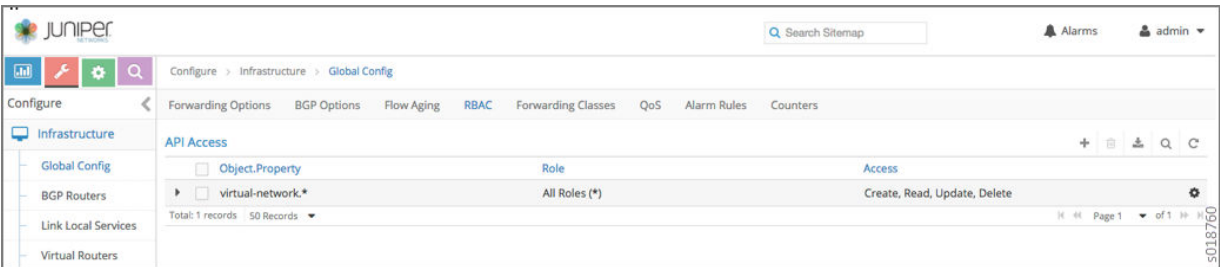 JUNIPER
NETWORKS
Search Sitemap
Alarms
admin
Configure > Infrastructure > Global Config
Configure
Forwarding Options BGP Options Flow Aging RBAC Forwarding Classes QoS Alarm Rules Counters
Infrastructure
API Access
Global Config
Object.Property Role Access
BGP Routers
virtual-network.* All Roles (*) Create, Read, Update, Delete
Total: 1 records 50 Records Page 1 of 1
Link Local Services
Virtual Routers
s018760